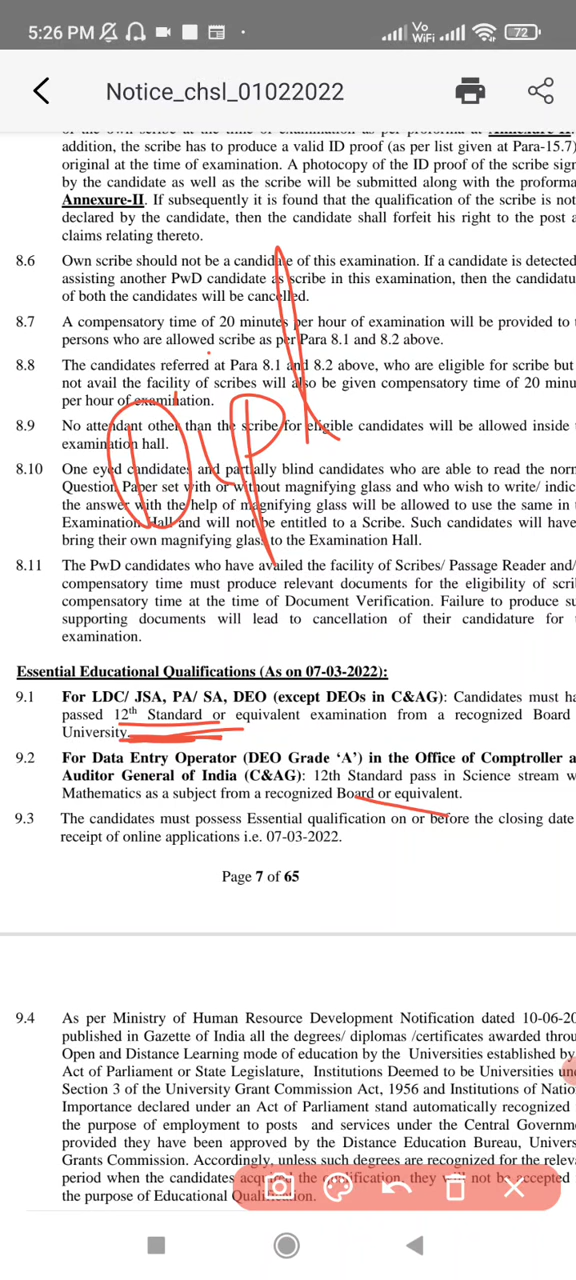 5:26 PM
Vo
WiFi
72
Notice_chsl_01022022
addition, the scribe has to produce a valid ID proof (as per list given at Para-15.7)
original at the time of examination. A photocopy of the ID proof of the scribe sign
by the candidate as well as the scribe will be submitted along with the proforma
Annexure-II. If subsequently it is found that the qualification of the scribe is not
declared by the candidate, then the candidate shall forfeit his right to the post a
claims relating thereto.
8.6 Own scribe should not be a candidate of this examination. If a candidate is detected
assisting another PwD candidate as scribe in this examination, then the candidatu
of both the candidates will be cancelled.
8.7 A compensatory time of 20 minutes per hour of examination will be provided to
persons who are allowed scribe as per Para 8.1 and 8.2 above.
8.8 The candidates referred at Para 8.1 and 8.2 above, who are eligible for scribe but
not avail the facility of scribes will also be given compensatory time of 20 minu
per hour of examination.
8.9 No attendant other than the scribe for eligible candidates will be allowed inside
examination hall.
8.10 One eyed candidates and partially blind candidates who are able to read the norm
Question Paper set with or without magnifying glass and who wish to write/ indic
the answer with the help of magnifying glass will be allowed to use the same in
Examination Hall and will not be entitled to a Scribe. Such candidates will have
bring their own magnifying glass to the Examination Hall.
8.11 The PwD candidates who have availed the facility of Scribes/ Passage Reader and/
compensatory time must produce relevant documents for the eligibility of scri
compensatory time at the time of Document Verification. Failure to produce su
supporting documents will lead to cancellation of their candidature for
examination.
Essential Educational Qualifications (As on 07-03-2022):
9.1 For LDC/ JSA, PA/ SA, DEO (except DEOs in C&AG): Candidates must ha
passed 12th Standard or equivalent examination from a recognized Board
University.
9.2 For Data Entry Operator (DEO Grade ‘A’) in the Office of Comptroller a
Auditor General of India (C&AG): 12th Standard pass in Science stream w
Mathematics as a subject from a recognized Board or equivalent.
9.3 The candidates must possess Essential qualification on or before the closing date
receipt of online applications i.e. 07-03-2022.
Page 7 of 65
9.4 As per Ministry of Human Resource Development Notification dated 10-06-20
published in Gazette of India all the degrees/ diplomas /certificates awarded throu
Open and Distance Learning mode of education by the Universities established by
Act of Parliament or State Legislature, Institutions Deemed to be Universities und
Section 3 of the University Grant Commission Act, 1956 and Institutions of Natio
Importance declared under an Act of Parliament stand automatically recognized
the purpose of employment to posts and services under the Central Governm
provided they have been approved by the Distance Education Bureau, Univers
Grants Commission. Accordingly, unless such degrees are recognized for the relev
period when the candidates acquired the qualification, they will not be accepted
the purpose of Educational Qualification.